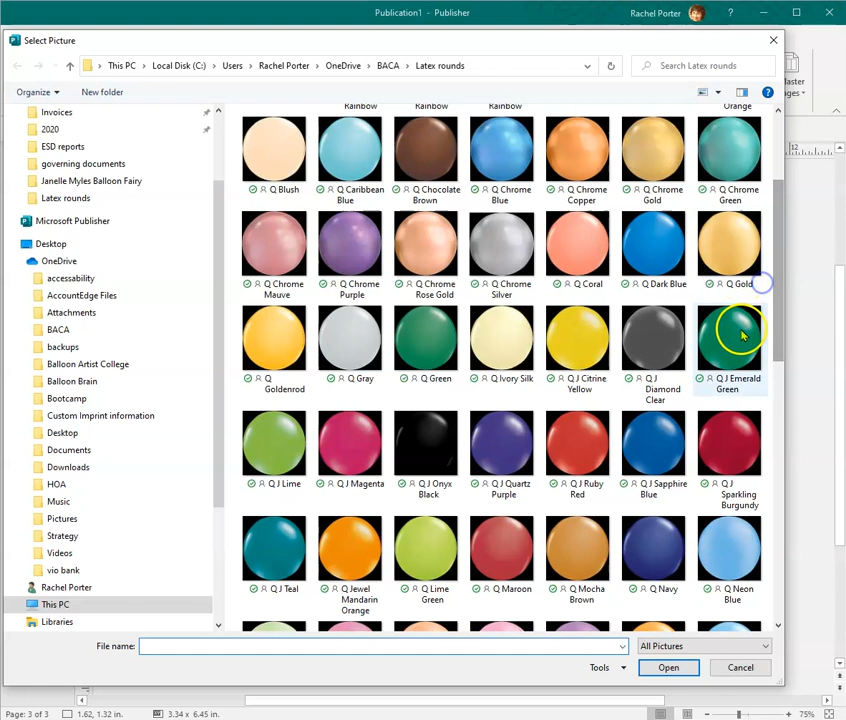 Publication1 - Publisher
Rachel Porter
?
Select Picture
This PC > Local Disk (C:) > Users > Rachel Porter > OneDrive > BACA > Latex rounds
Search Latex rounds
Organize
New folder
?
aster
ages
12
Invoices
2020
ESD reports
governing documents
Janelle Myles Balloon Fairy
Latex rounds
Microsoft Publisher
Desktop
OneDrive
accessability
AccountEdge Files
Attachments
BACA
backups
Balloon Artist College
Balloon Brain
Bootcamp
Custom Imprint information
Desktop
Documents
Downloads
HOA
Music
Pictures
Strategy
Videos
vio bank
Rachel Porter
This PC
Libraries
Rainbow
Rainbow
Rainbow
Orange
Q Blush
Q Caribbean
Blue
Q Chocolate
Brown
Q Chrome
Blue
Q Chrome
Copper
Q Chrome
Gold
Q Chrome
Green
Q Chrome
Mauve
Q Chrome
Purple
Q Chrome
Rose Gold
Q Chrome
Silver
Q Coral
Q Dark Blue
Q Gold
Q
Goldenrod
Q Gray
Q Green
Q Ivory Silk
Q J Citrine
Yellow
Q J
Diamond
Clear
Q J Emerald
Green
Q J Lime
Q J Magenta
Q J Onyx
Black
Q J Quartz
Purple
Q J Ruby
Red
Q J Sapphire
Blue
Q J
Sparkling
Burgundy
Q J Teal
Q Jewel
Mandarin
Orange
Q Lime
Green
Q Maroon
Q Mocha
Brown
Q Navy
Q Neon
Blue
File name:
All Pictures
Tools
Open
Cancel
Page: 3 of 3
1.62, 1.32 in.
3.34 x 6.45 in.
75%